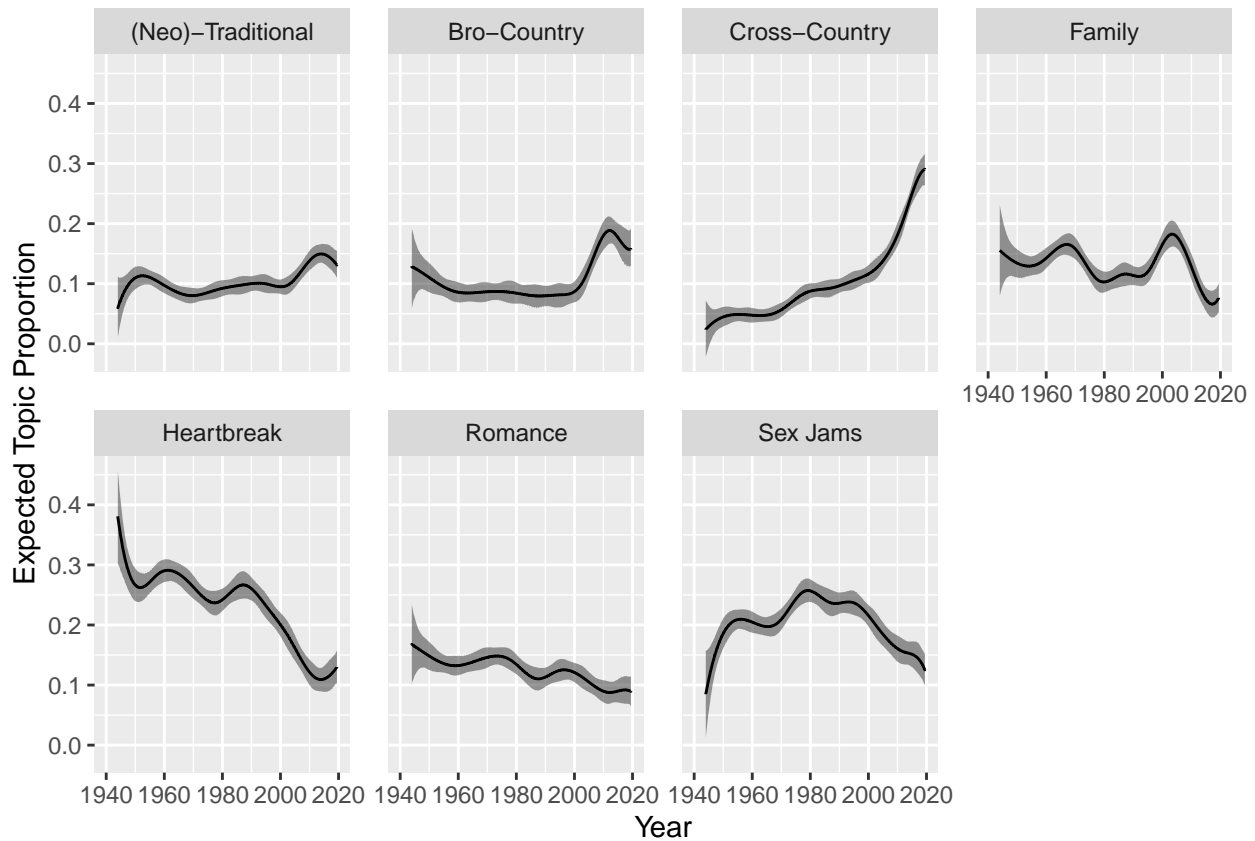 (Neo)−Traditional
Bro−Country
Cross−Country
Family
0.4
0.3
0.2
0.1
0.0
1940 1960 1980 2000 2020
Heartbreak
Romance
Sex Jams
0.4
0.3
0.2
0.1
0.0
1940 1960 1980 2000 2020
1940 1960 1980 2000 2020
1940 1960 1980 2000 2020
Year
Expected Topic Proportion